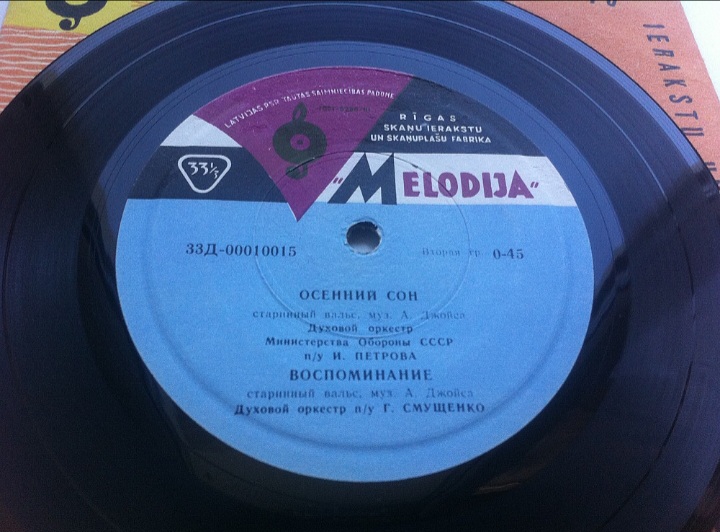 IERAKSTU
LATVIJAS PSR TAUTAS SAIMNIECĪBAS PADOME
RĪGAS
SKAŅU IERAKSTU
UN SKAŅUPLAŠU FABRIKA
33⅓
"MELODIJA"
33Д-00010015
Вторая гр. 0-45
ОСЕННИЙ СОН
старинный вальс, муз. А. Джойса
Духовой оркестр
Министерства Обороны СССР
п/у И. ПЕТРОВА
ВОСПОМИНАНИЕ
старинный вальс, муз. А. Джойса
Духовой оркестр п/у Г. СМУЩЕНКО